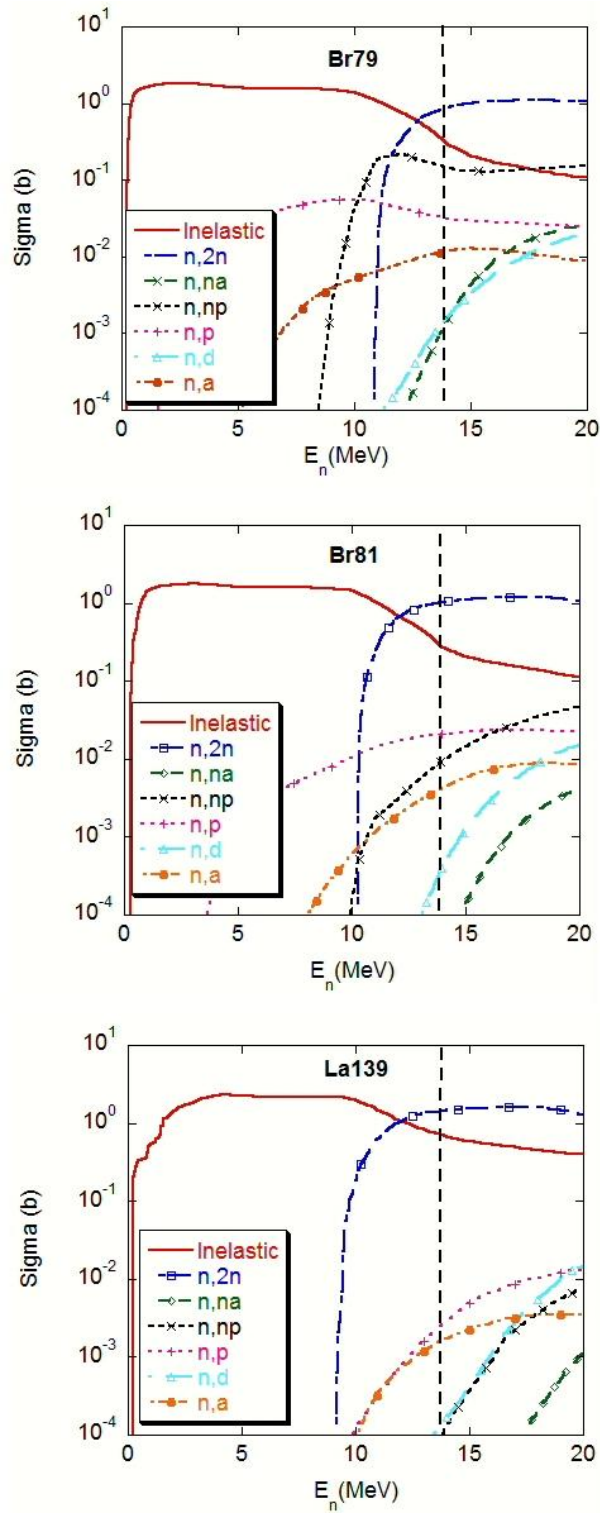 Br79
Sigma (b)
10^1
10^0
10^-1
10^-2
10^-3
10^-4
Inelastic
n,2n
n,na
n,np
n,p
n,d
n,a
0 5 10 15 20
E_n(MeV)
Br81
Sigma (b)
10^1
10^0
10^-1
10^-2
10^-3
10^-4
Inelastic
n,2n
n,na
n,np
n,p
n,d
n,a
0 5 10 15 20
E_n(MeV)
La139
Sigma (b)
10^1
10^0
10^-1
10^-2
10^-3
10^-4
Inelastic
n,2n
n,na
n,np
n,p
n,d
n,a
0 5 10 15 20
E_n(MeV)